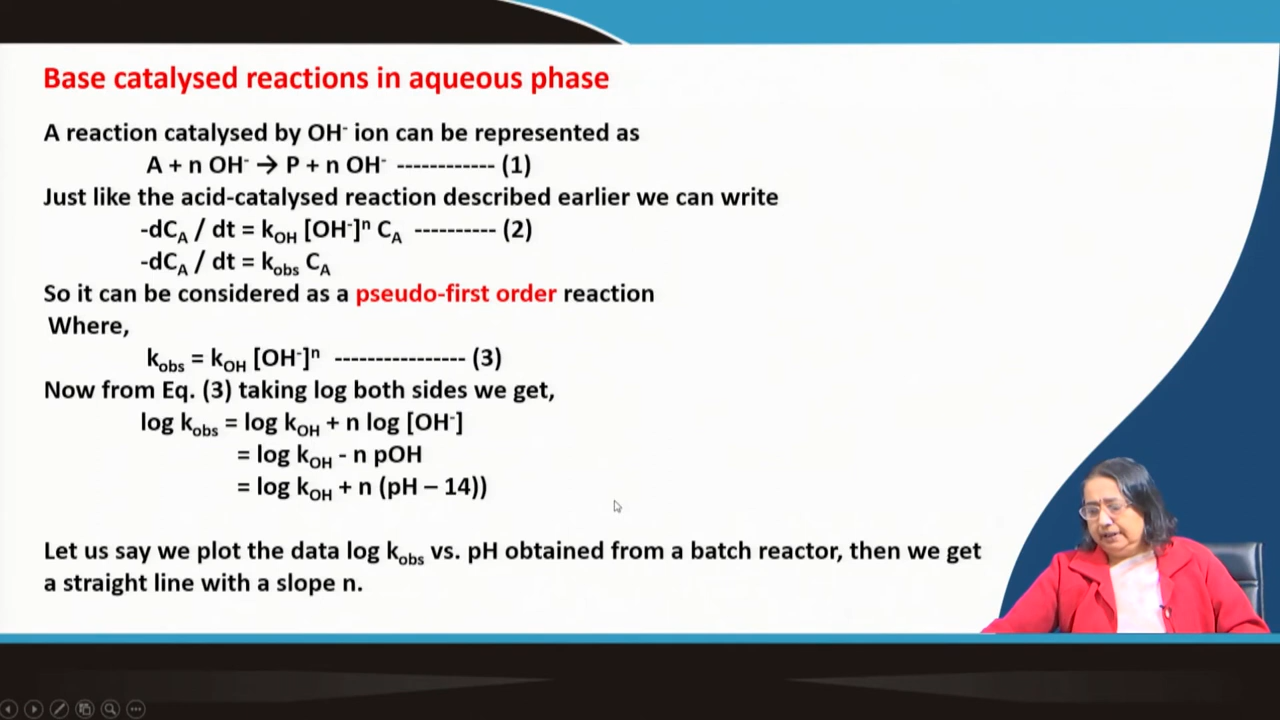 Base catalysed reactions in aqueous phase
A reaction catalysed by OH⁻ ion can be represented as
A + n OH⁻ → P + n OH⁻ ------------ (1)
Just like the acid-catalysed reaction described earlier we can write
-dC_A / dt = k_OH [OH⁻]ⁿ C_A ---------- (2)
-dC_A / dt = k_obs C_A
So it can be considered as a pseudo-first order reaction
Where,
k_obs = k_OH [OH⁻]ⁿ ---------------- (3)
Now from Eq. (3) taking log both sides we get,
log k_obs = log k_OH + n log [OH⁻]
= log k_OH - n pOH
= log k_OH + n (pH – 14))
Let us say we plot the data log k_obs vs. pH obtained from a batch reactor, then we get
a straight line with a slope n.